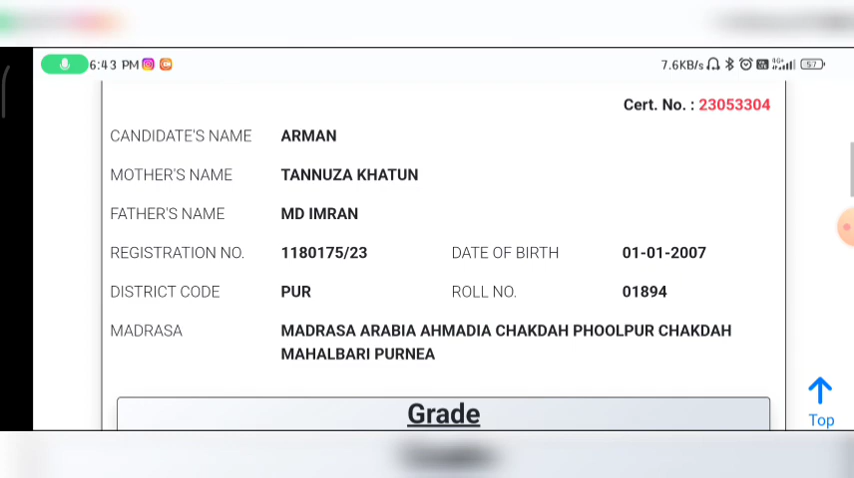 6:43 PM
7.6KB/s 57
Cert. No. : 23053304
CANDIDATE'S NAME ARMAN
MOTHER'S NAME TANNUZA KHATUN
FATHER'S NAME MD IMRAN
REGISTRATION NO. 1180175/23 DATE OF BIRTH 01-01-2007
DISTRICT CODE PUR ROLL NO. 01894
MADRASA MADRASA ARABIA AHMADIA CHAKDAH PHOOLPUR CHAKDAH
MAHALBARI PURNEA
Grade
Top